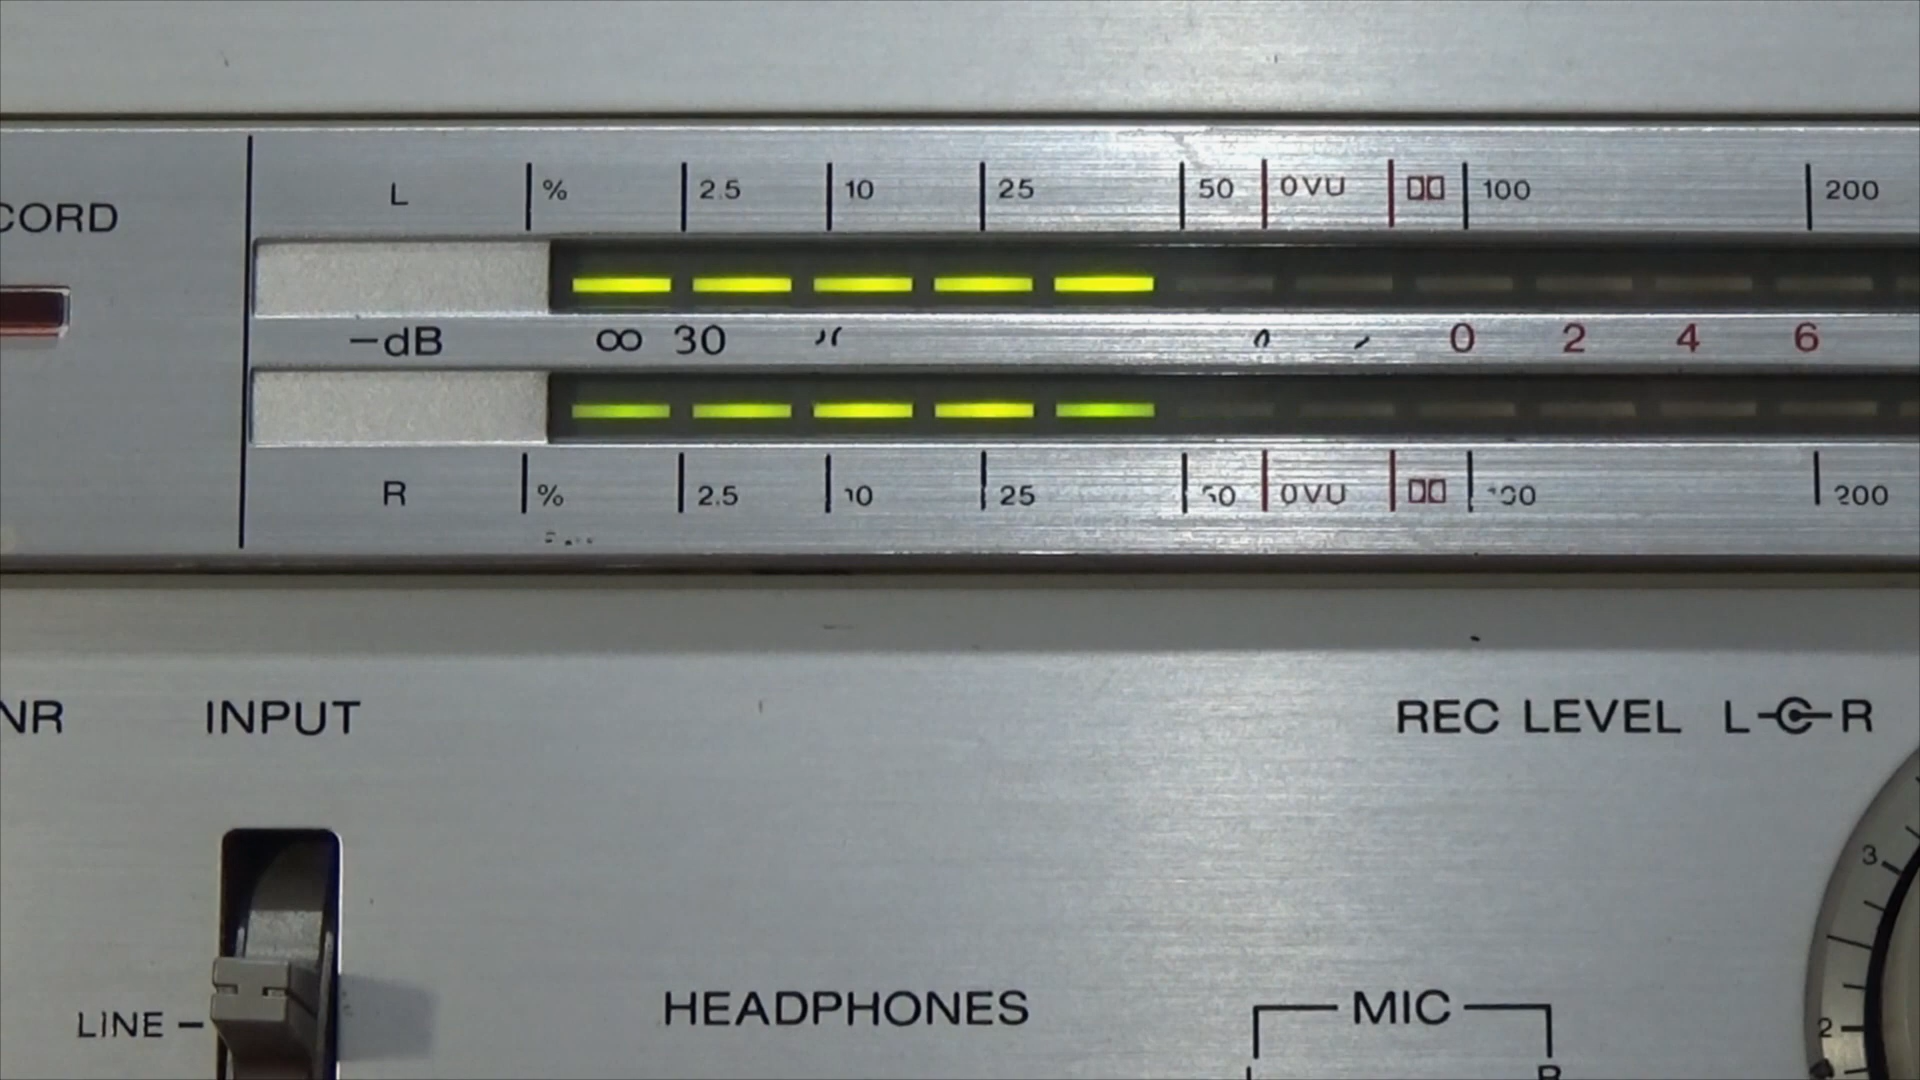 L % 2.5 10 25 50 0VU 100 200
CORD
-dB ∞ 30 0 2 4 6
R % 2.5 10 25 50 0VU 200
NR INPUT REC LEVEL L R
3
LINE HEADPHONES MIC
2